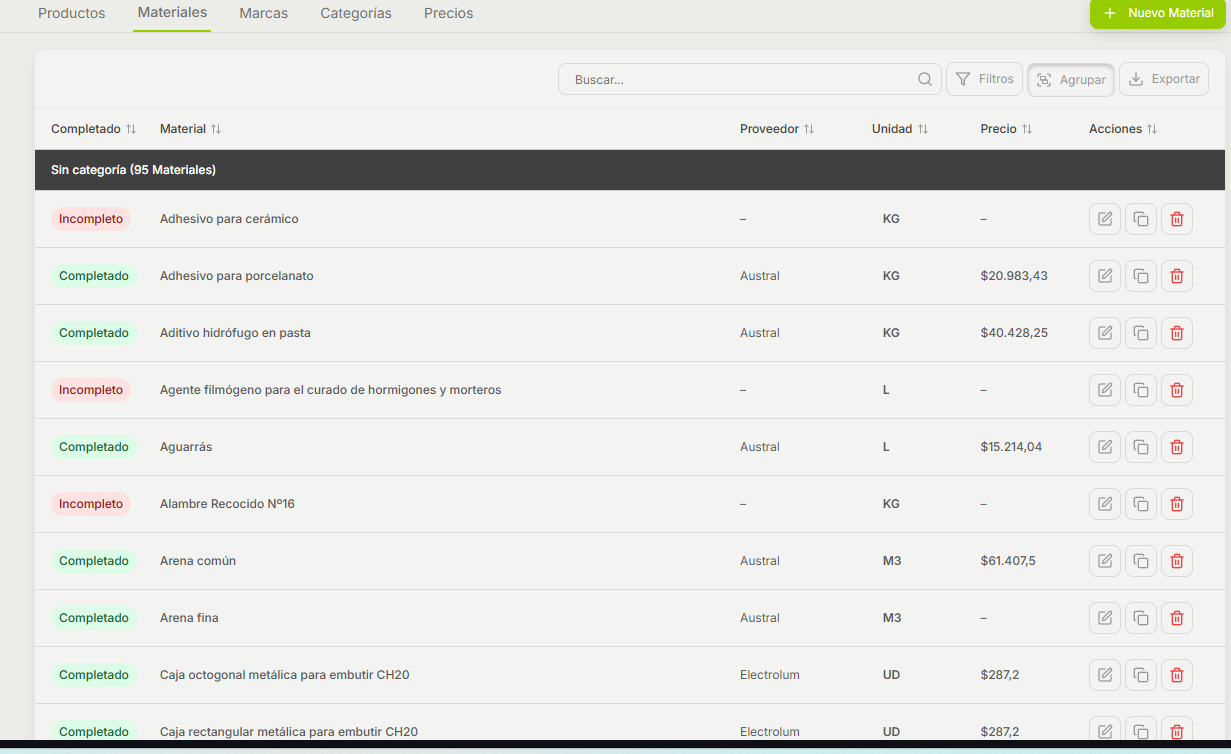 Productos Materiales Marcas Categorías Precios + Nuevo Material
Buscar... Filtros Agrupar Exportar
Completado Material Proveedor Unidad Precio Acciones
Sin categoría (95 Materiales)
Incompleto Adhesivo para cerámico – KG –
Completado Adhesivo para porcelanato Austral KG $20.983,43
Completado Aditivo hidrófugo en pasta Austral KG $40.428,25
Incompleto Agente filmógeno para el curado de hormigones y morteros – L –
Completado Aguarrás Austral L $15.214,04
Incompleto Alambre Recocido Nº16 – KG –
Completado Arena común Austral M3 $61.407,5
Completado Arena fina Austral M3 –
Completado Caja octogonal metálica para embutir CH20 Electrolum UD $287,2
Completado Caja rectangular metálica para embutir CH20 Electrolum UD $287,2